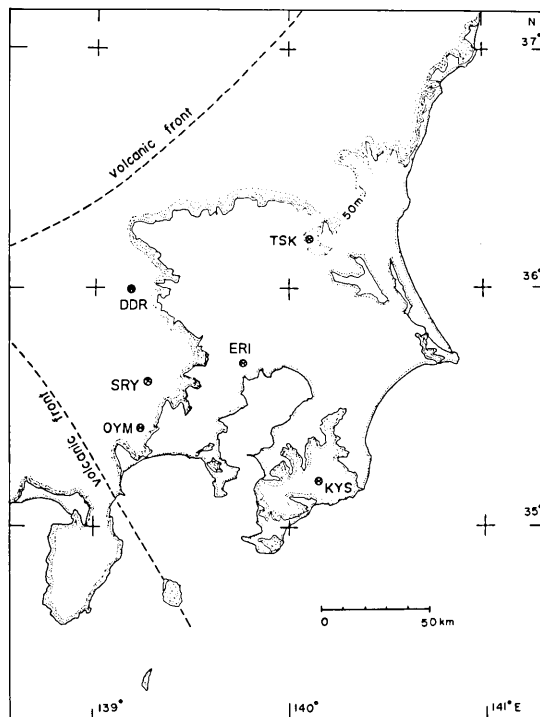 N
37°
volcanic front
50m
TSK
36°
DDR
ERI
SRY
OYM
volcanic front
KYS
35°
0 50 km
139°
140°
141° E